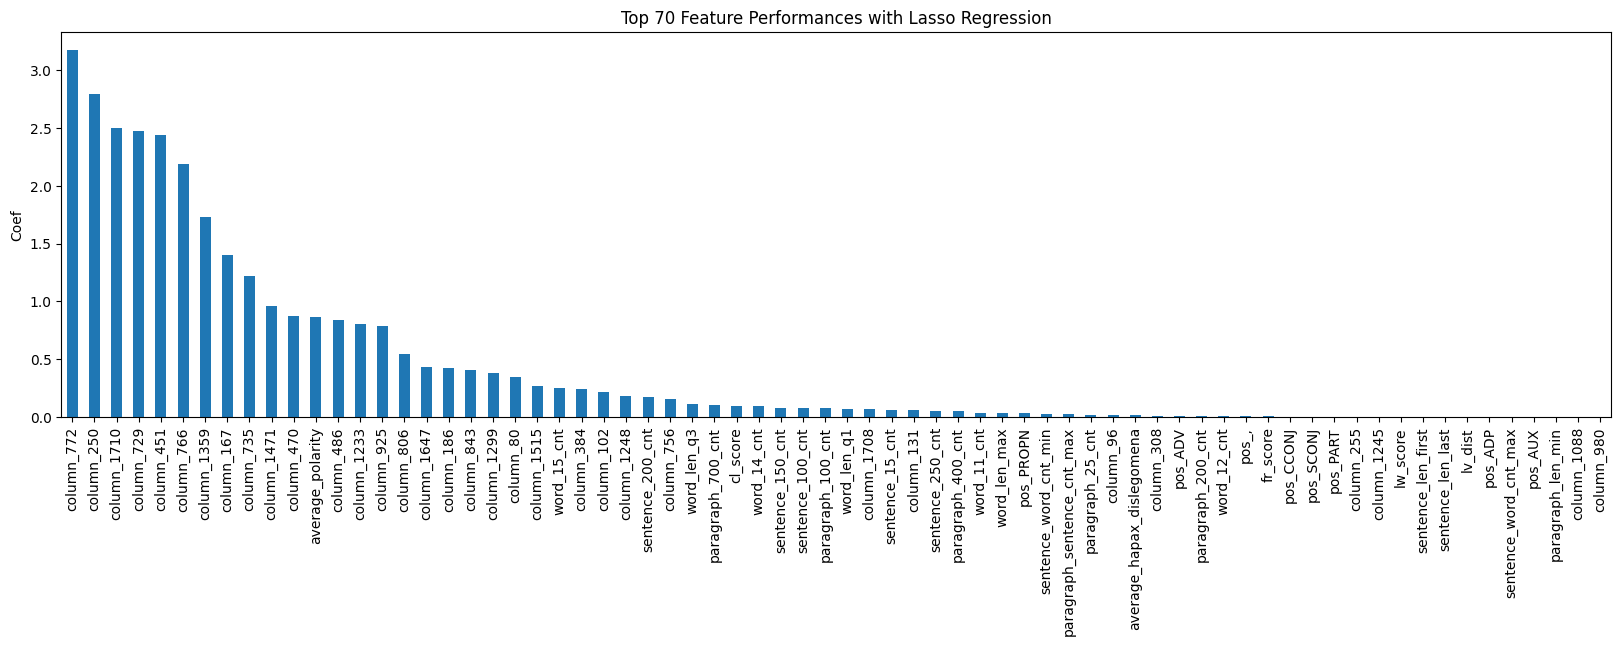 Top 70 Feature Performances with Lasso Regression
Coef
3.0
2.5
2.0
1.5
1.0
0.5
0.0
column_772
column_250
column_1710
column_729
column_451
column_766
column_1359
column_167
column_735
column_1471
column_470
average_polarity
column_486
column_1233
column_925
column_806
column_1647
column_186
column_843
column_1299
column_80
column_1515
word_15_cnt
column_384
column_102
column_1248
sentence_200_cnt
column_756
word_len_q3
paragraph_700_cnt
cl_score
word_14_cnt
sentence_150_cnt
sentence_100_cnt
paragraph_100_cnt
word_len_q1
column_1708
sentence_15_cnt
column_131
sentence_250_cnt
paragraph_400_cnt
word_11_cnt
word_len_max
pos_PROPN
sentence_word_cnt_min
paragraph_sentence_cnt_max
paragraph_25_cnt
column_96
average_hapax_dislegomena
column_308
pos_ADV
paragraph_200_cnt
word_12_cnt
pos_,
fr_score
pos_CCONJ
pos_SCONJ
pos_PART
column_255
column_1245
lw_score
sentence_len_first
sentence_len_last
lv_dist
pos_ADP
sentence_word_cnt_max
pos_AUX
paragraph_len_min
column_1088
column_980